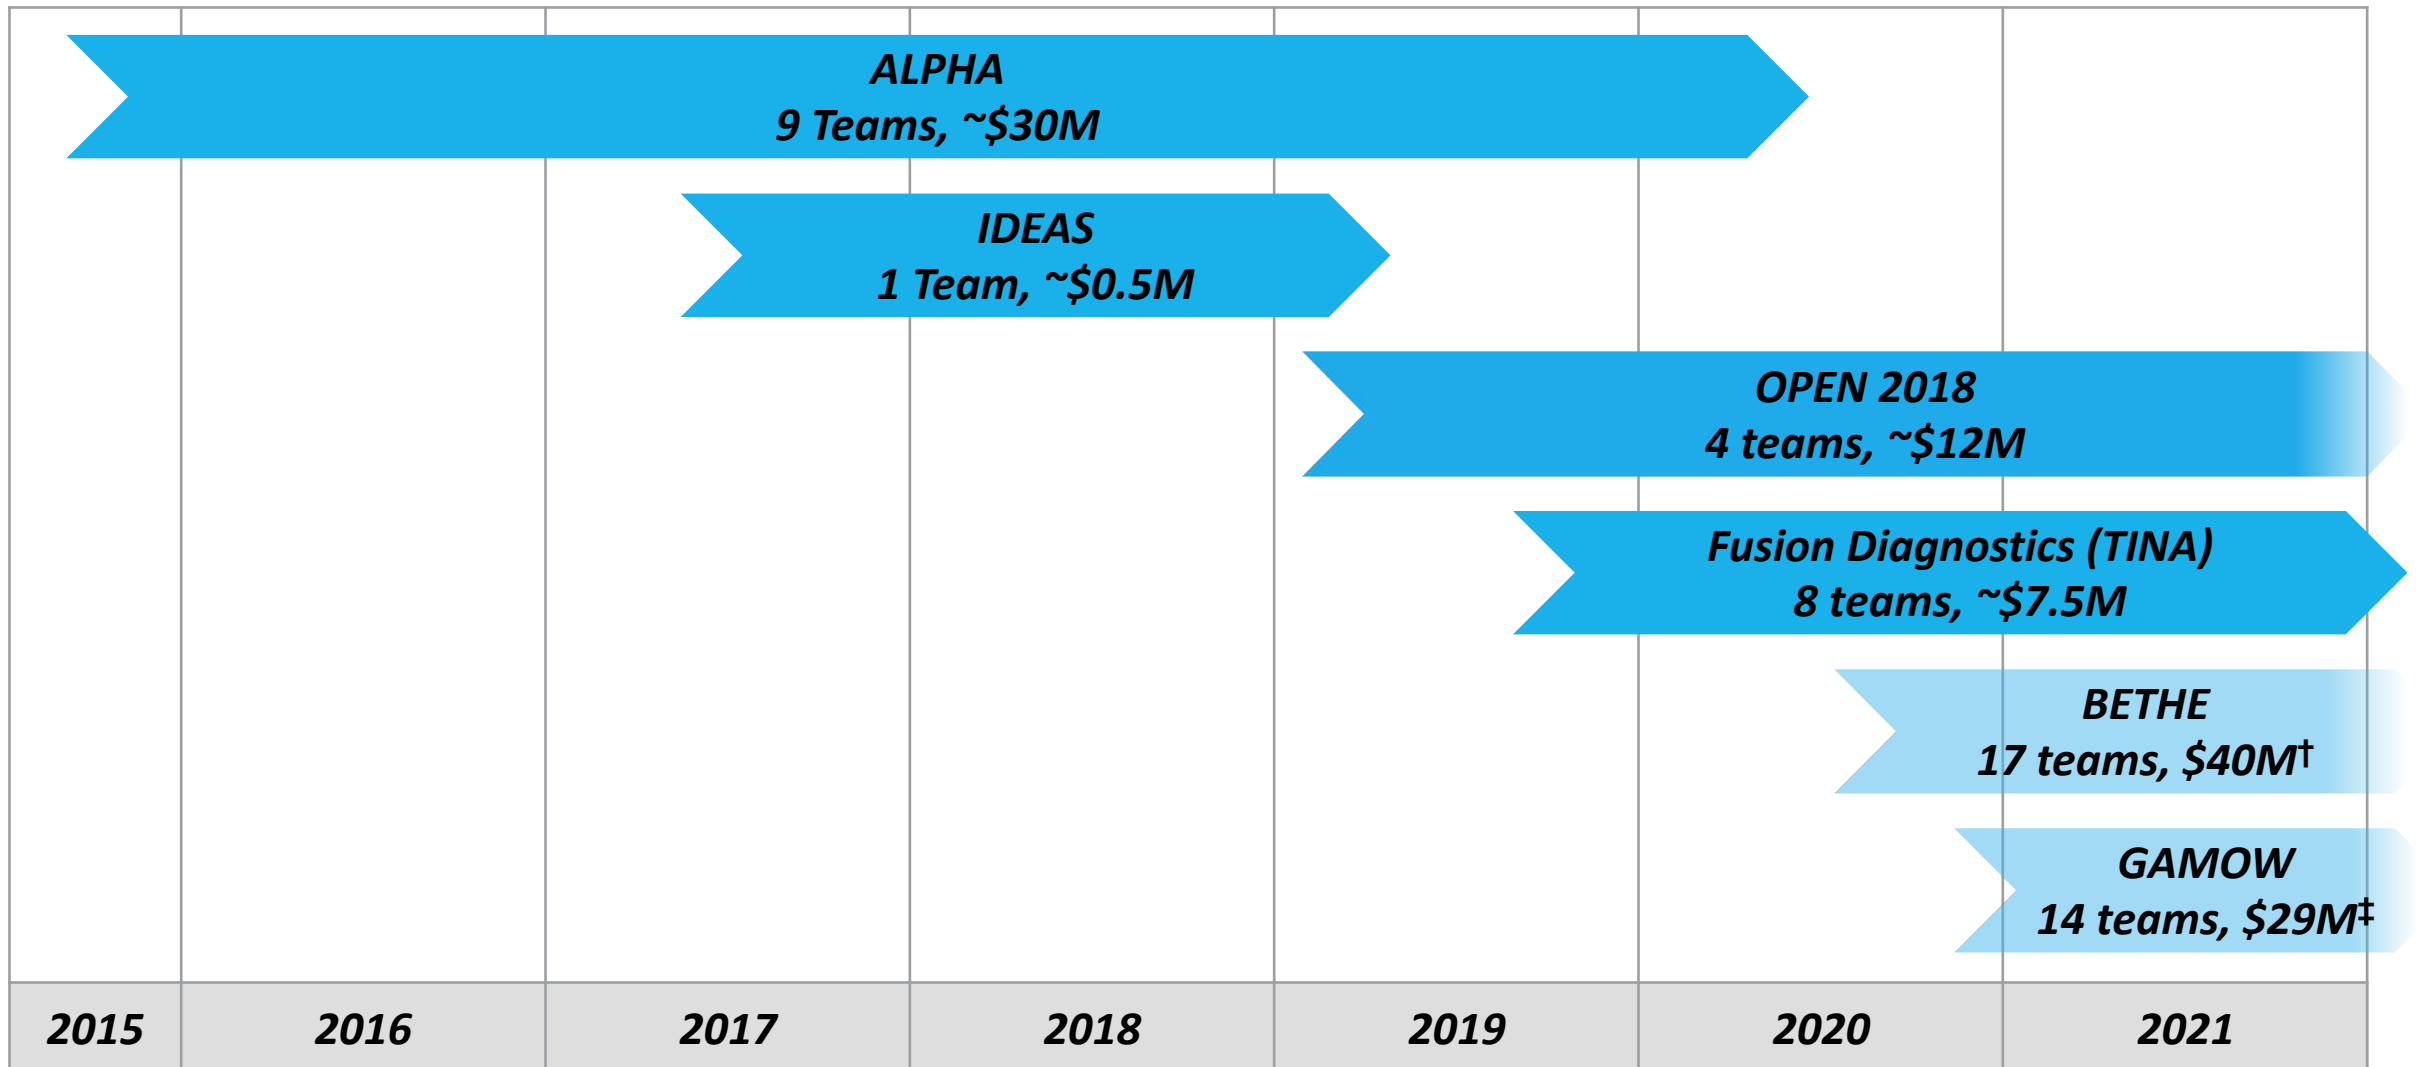 ALPHA
9 Teams, ~$30M
IDEAS
1 Team, ~$0.5M
OPEN 2018
4 teams, ~$12M
Fusion Diagnostics (TINA)
8 teams, ~$7.5M
BETHE
17 teams, $40M†
GAMOW
14 teams, $29M‡
2015 2016 2017 2018 2019 2020 2021